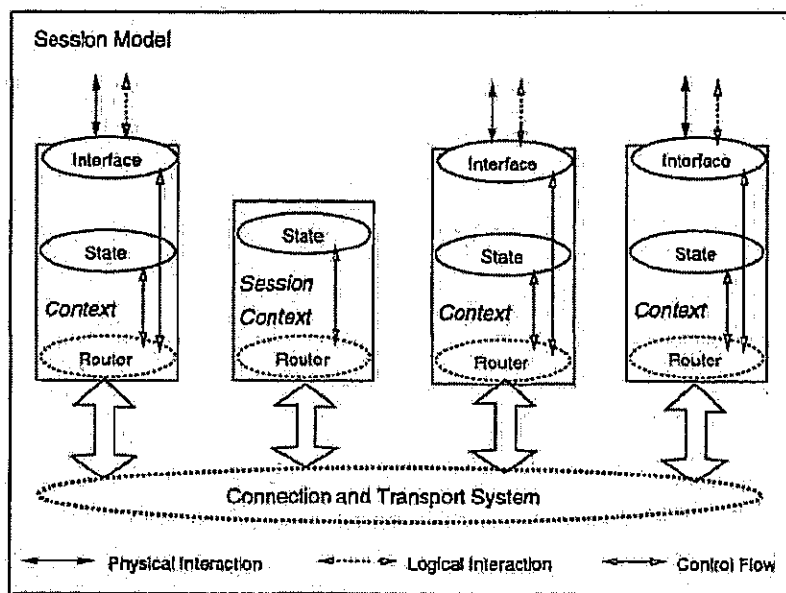 Session Model
Interface
Interface
Interface
State
State
State
State
Session
Context
Context
Context
Context
Router
Router
Router
Router
Connection and Transport System
Physical Interaction
Logical Interaction
Control Flow